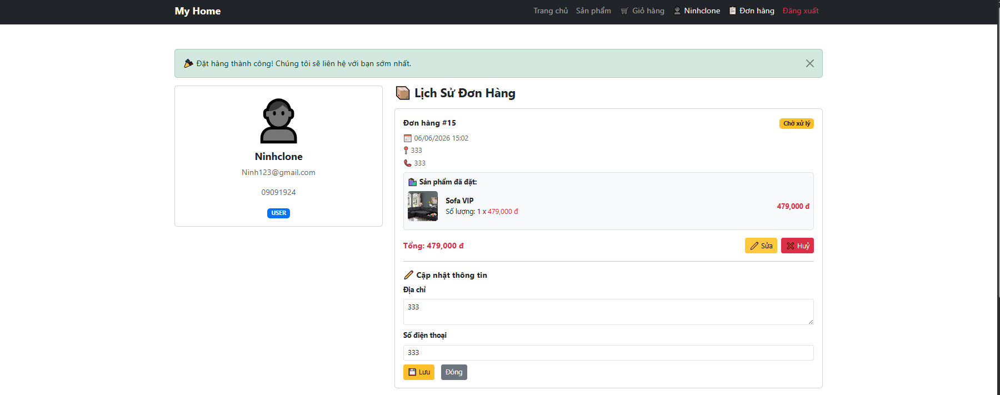 My Home
Trang chủ Sản phẩm Giỏ hàng Ninhclone Đơn hàng Đăng xuất
Đặt hàng thành công! Chúng tôi sẽ liên hệ với bạn sớm nhất.
Ninhclone
Ninh123@gmail.com
09091924
USER
Lịch Sử Đơn Hàng
Đơn hàng #15 Chờ xử lý
06/06/2026 15:02
333
333
Sản phẩm đã đặt:
Sofa VIP
Số lượng: 1 x 479,000 đ
479,000 đ
Tổng: 479,000 đ
Sửa Huỷ
Cập nhật thông tin
Địa chỉ
333
Số điện thoại
333
Lưu Đóng